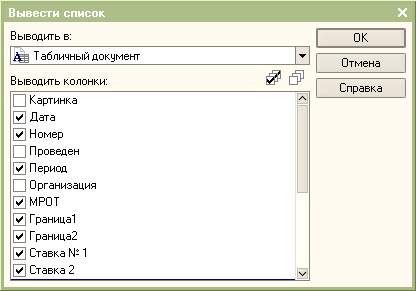 Вывести список
Выводить в:
Табличный документ
Выводить колонки:
Картинка
Дата
Номер
Проведен
Период
Организация
МРОТ
Граница1
Граница2
Ставка № 1
Ставка 2
OK
Отмена
Справка